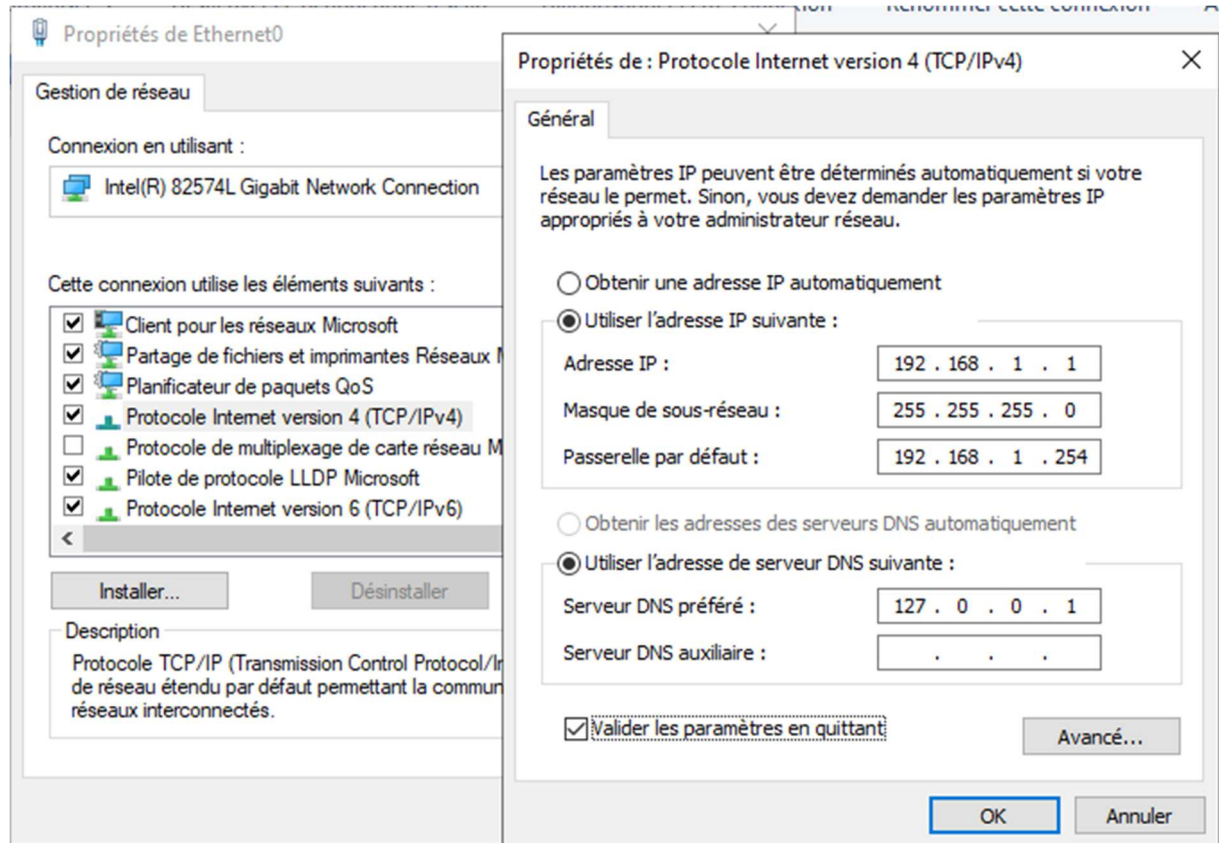 Renommer cette connexion
Propriétés de Ethernet0
Gestion de réseau
Connexion en utilisant :
Intel(R) 82574L Gigabit Network Connection
Cette connexion utilise les éléments suivants :
Client pour les réseaux Microsoft
Partage de fichiers et imprimantes Réseaux
Planificateur de paquets QoS
Protocole Internet version 4 (TCP/IPv4)
Protocole de multiplexage de carte réseau M
Pilote de protocole LLDP Microsoft
Protocole Internet version 6 (TCP/IPv6)
Installer...
Désinstaller
Description
Protocole TCP/IP (Transmission Control Protocol/
de réseau étendu par défaut permettant la commun
réseaux interconnectés.
Propriétés de : Protocole Internet version 4 (TCP/IPv4)
Général
Les paramètres IP peuvent être déterminés automatiquement si votre
réseau le permet. Sinon, vous devez demander les paramètres IP
appropriés à votre administrateur réseau.
Obtenir une adresse IP automatiquement
Utiliser l'adresse IP suivante :
Adresse IP : 192 . 168 . 1 . 1
Masque de sous-réseau : 255 . 255 . 255 . 0
Passerelle par défaut : 192 . 168 . 1 . 254
Obtenir les adresses des serveurs DNS automatiquement
Utiliser l'adresse de serveur DNS suivante :
Serveur DNS préféré : 127 . 0 . 0 . 1
Serveur DNS auxiliaire : . . .
Valider les paramètres en quittant
Avancé...
OK
Annuler